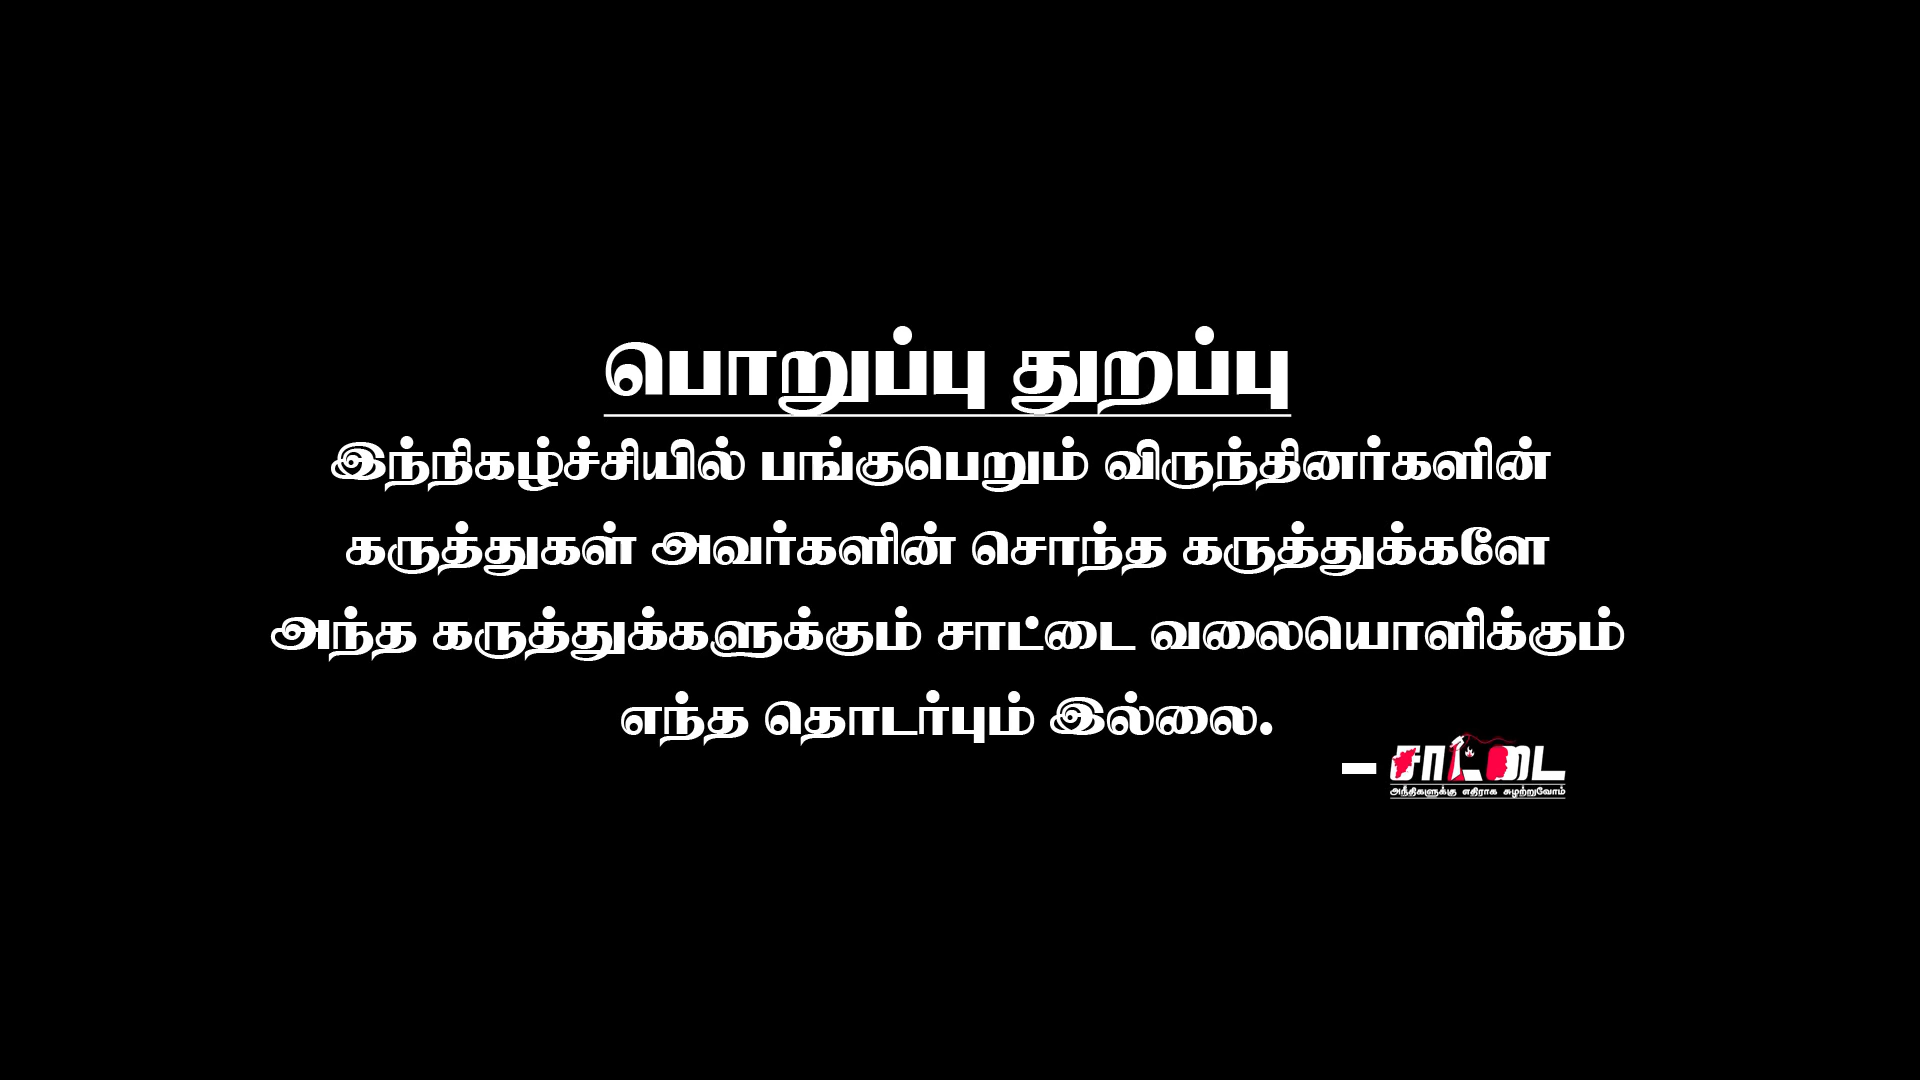 பொறுப்பு துறப்பு
இந்நிகழ்ச்சியில் பங்குபெறும் விருந்தினர்களின்
கருத்துகள் அவர்களின் சொந்த கருத்துக்களே
அந்த கருத்துக்களுக்கும் சாட்டை வலையொளிக்கும்
எந்த தொடர்பும் இல்லை.
– சாட்டை
அநீதிகளுக்கு எதிராக சுழற்றுவோம்